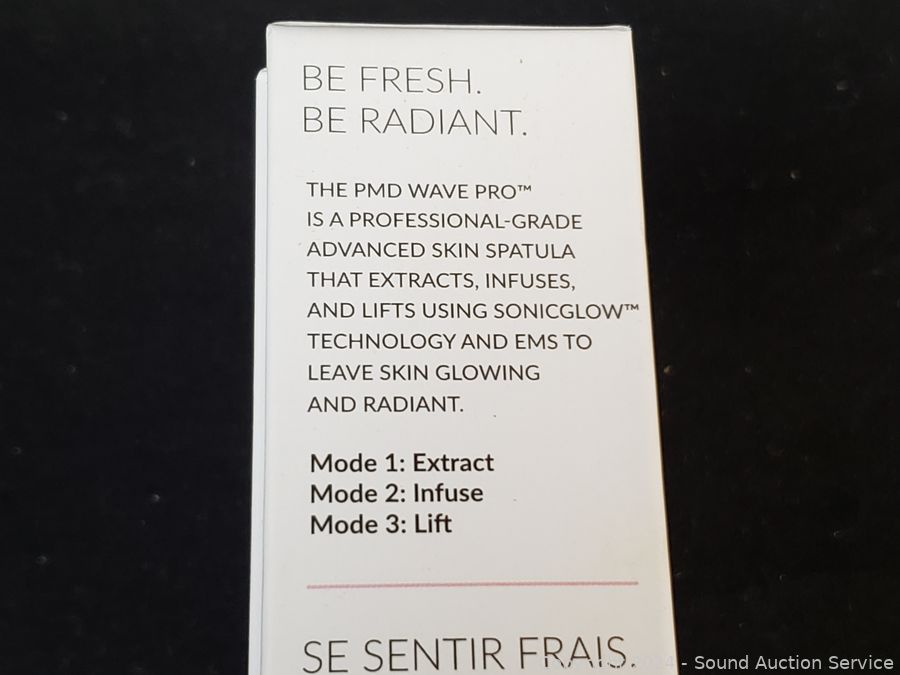 BE FRESH.
BE RADIANT.
THE PMD WAVE PRO™
IS A PROFESSIONAL-GRADE
ADVANCED SKIN SPATULA
THAT EXTRACTS, INFUSES,
AND LIFTS USING SONICGLOW™
TECHNOLOGY AND EMS TO
LEAVE SKIN GLOWING
AND RADIANT.
Mode 1: Extract
Mode 2: Infuse
Mode 3: Lift
SE SENTIR FRAIS.
2024 - Sound Auction Service